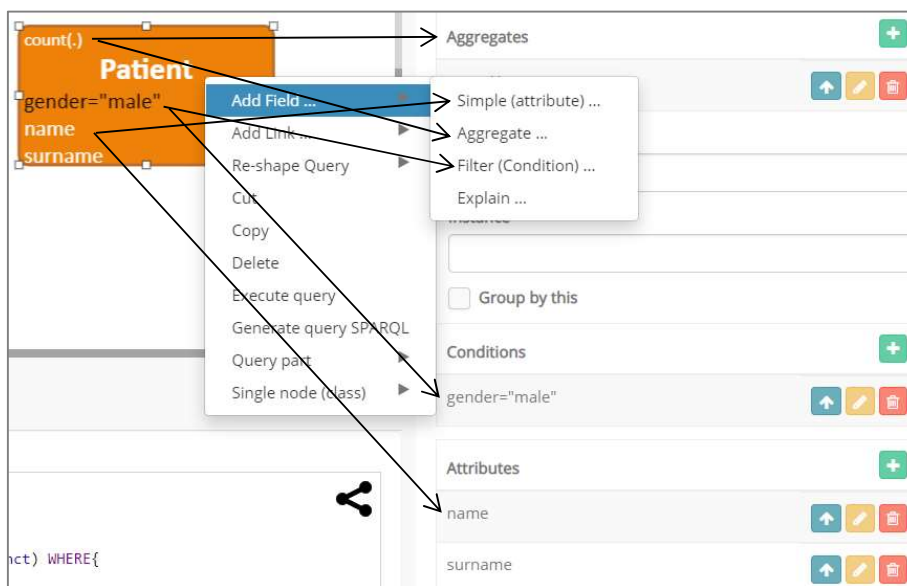 count(.)
Patient
gender="male"
name
surname
Add Field ...
Add Link ...
Re-shape Query
Cut
Copy
Delete
Execute query
Generate query SPARQL
Query part
Single node (class)
Simple (attribute) ...
Aggregate ...
Filter (Condition) ...
Explain ...
Aggregates
Instance
Group by this
Conditions
gender="male"
Attributes
name
surname
ct) WHERE{